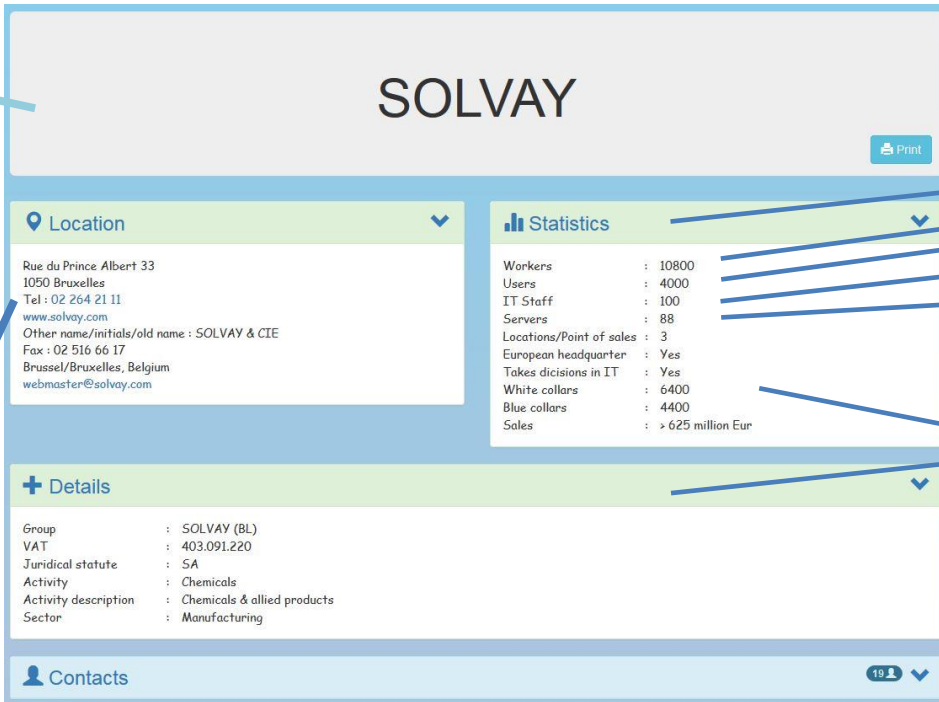 SOLVAY
Print
Location
Rue du Prince Albert 33
1050 Bruxelles
Tel : 02 264 21 11
www.solvay.com
Other name/initials/old name : SOLVAY & CIE
Fax : 02 516 66 17
Brussel/Bruxelles, Belgium
webmaster@solvay.com
Statistics
Workers : 10800
Users : 4000
IT Staff : 100
Servers : 88
Locations/Point of sales : 3
European headquarter : Yes
Takes dicisions in IT : Yes
White collars : 6400
Blue collars : 4400
Sales : > 625 million Eur
Details
Group : SOLVAY (BL)
VAT : 403.091.220
Juridical statute : SA
Activity : Chemicals
Activity description : Chemicals & allied products
Sector : Manufacturing
Contacts 19